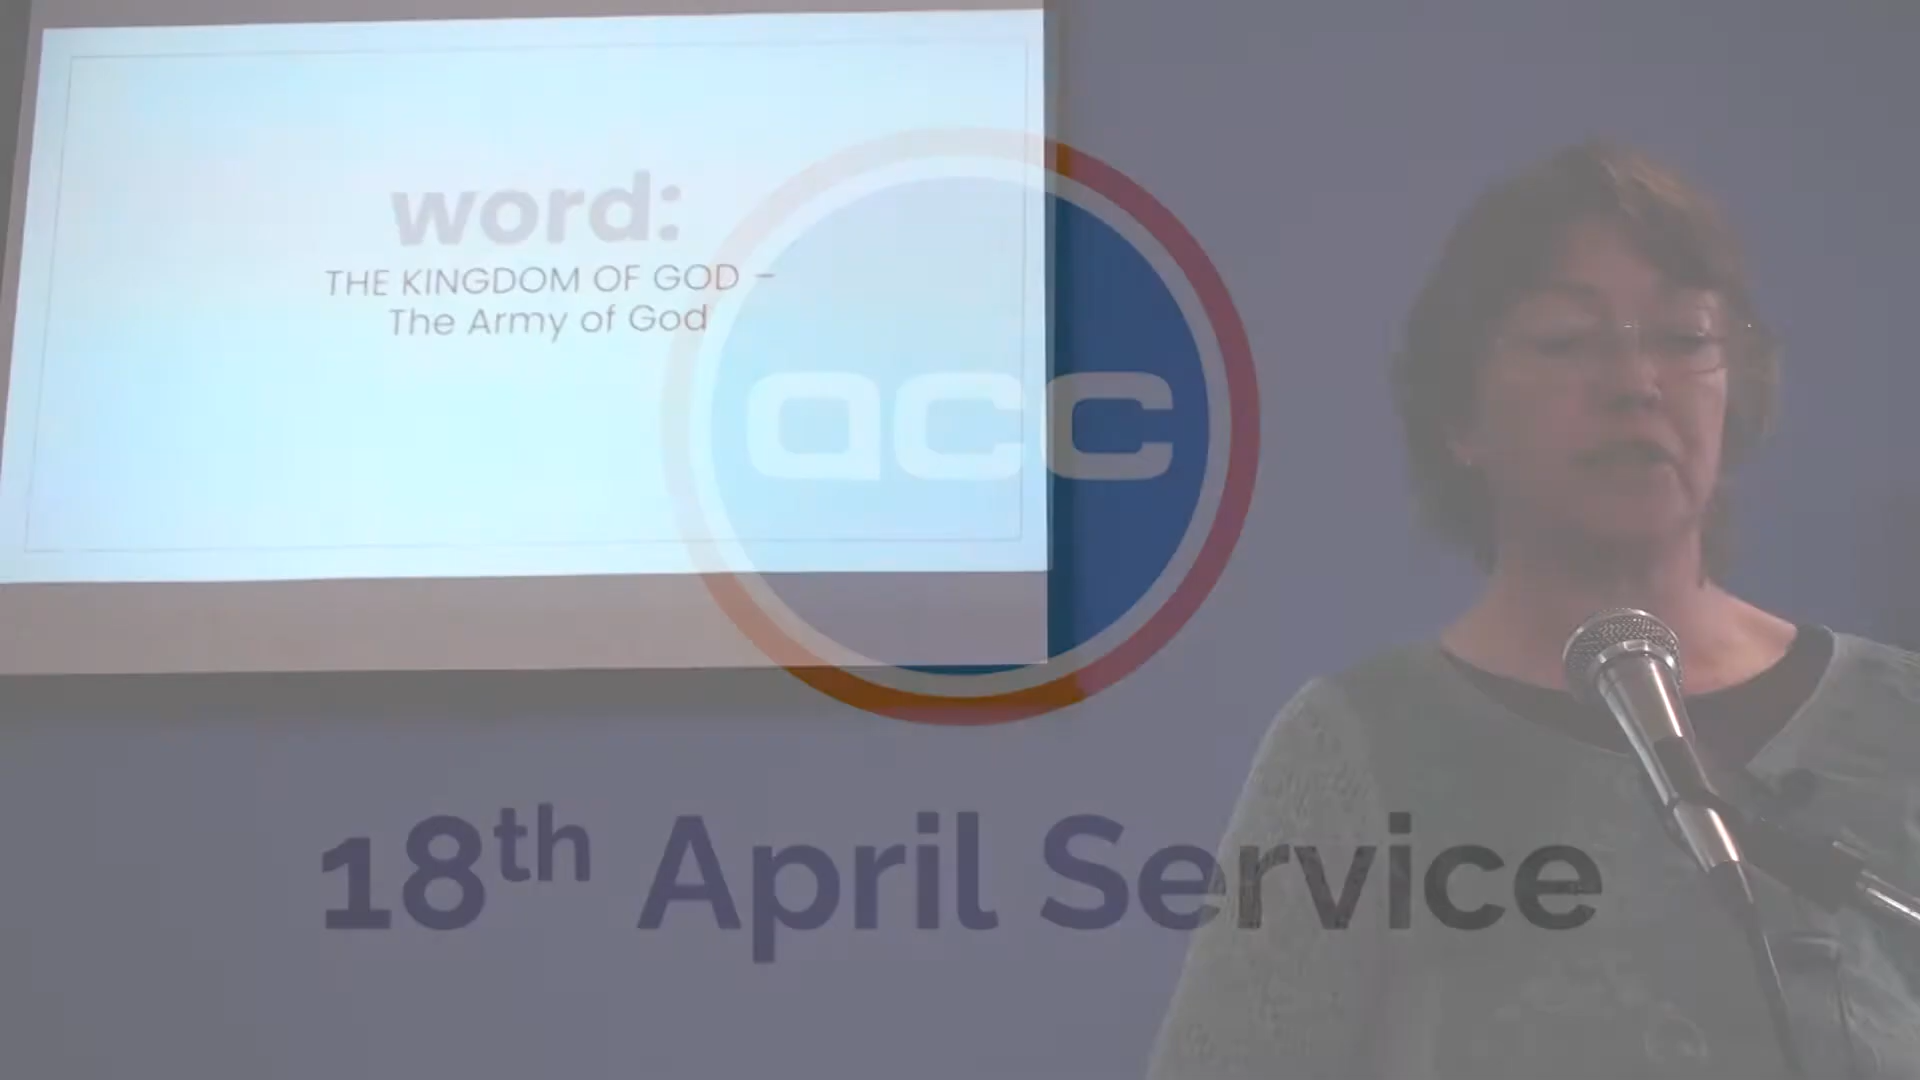 word:
THE KINGDOM OF GOD –
The Army of God
acc
18th April Service